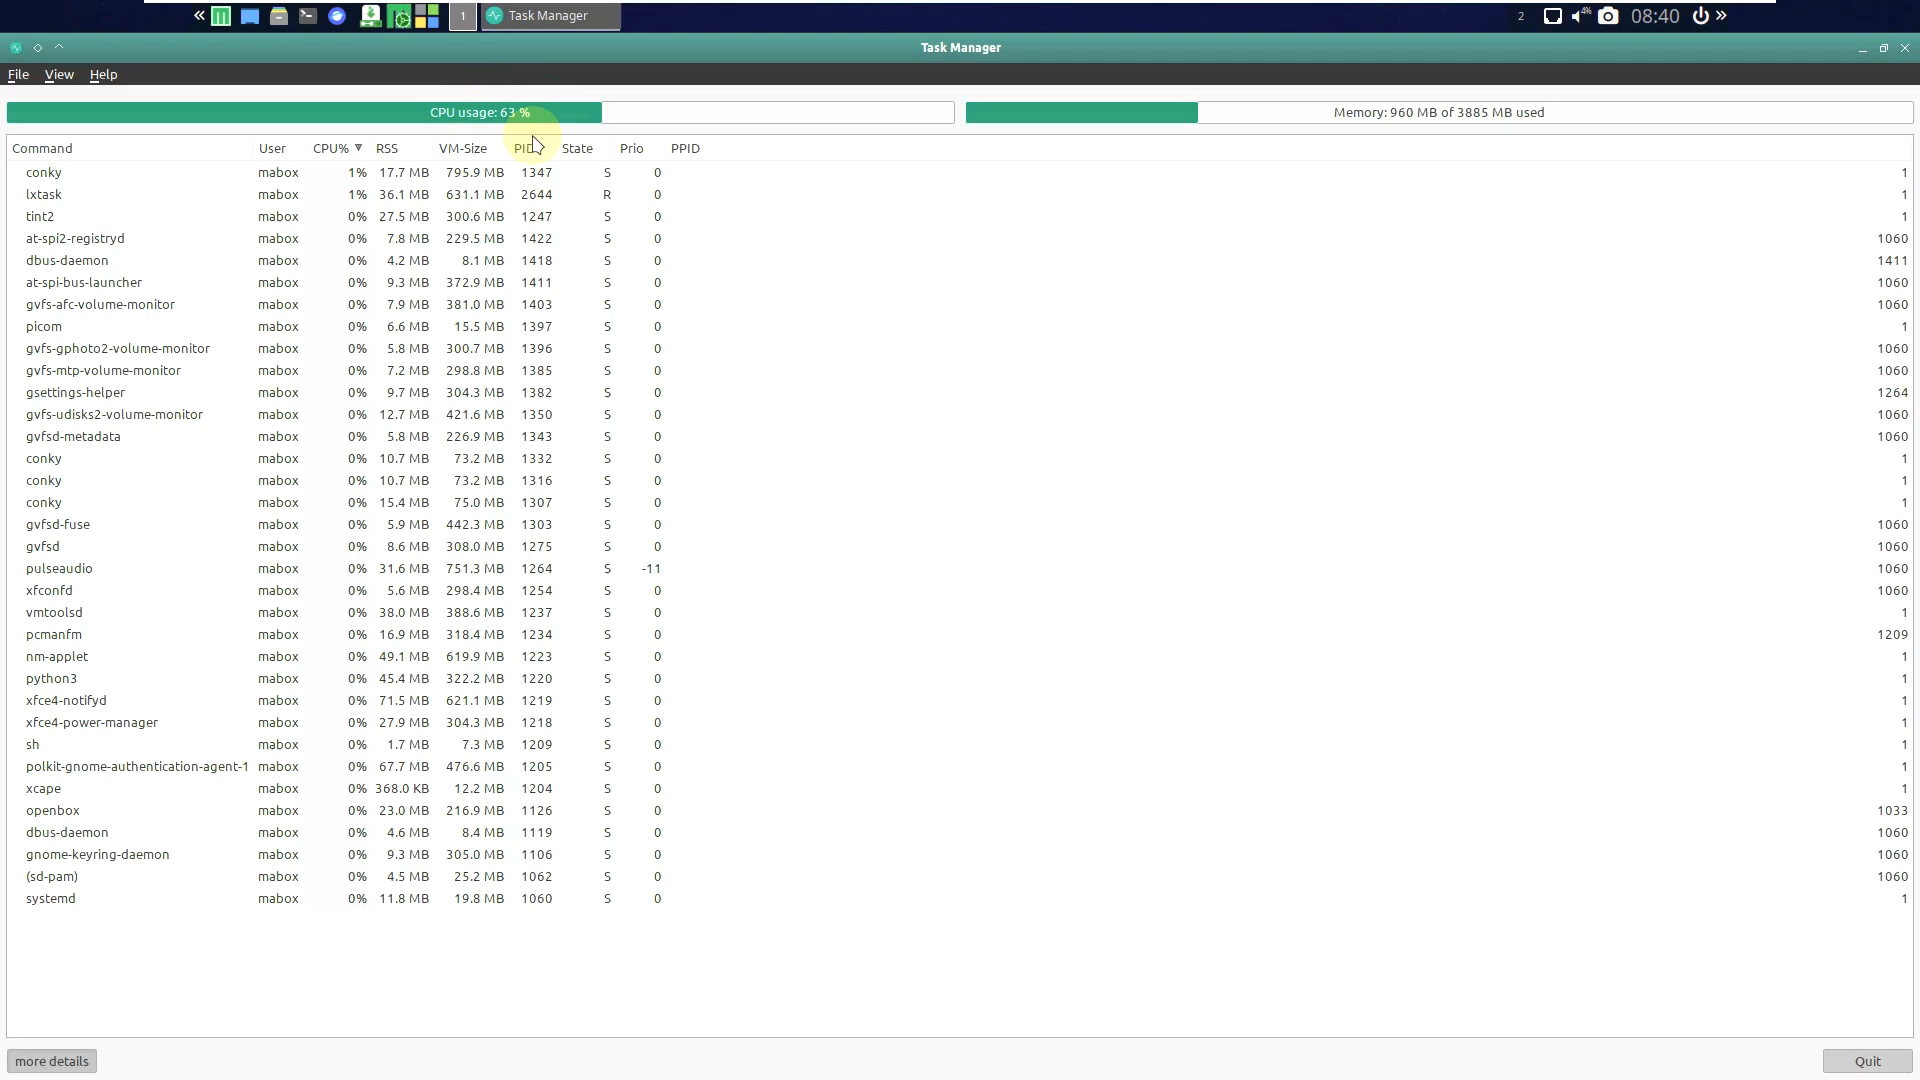 1 Task Manager 2 4% 08:40
Task Manager
File View Help
CPU usage: 63 % Memory: 960 MB of 3885 MB used
Command User CPU% RSS VM-Size PID State Prio PPID
conky mabox 1% 17.7 MB 795.9 MB 1347 S 0 1
lxtask mabox 1% 36.1 MB 631.1 MB 2644 R 0 1
tint2 mabox 0% 27.5 MB 300.6 MB 1247 S 0 1
at-spi2-registryd mabox 0% 7.8 MB 229.5 MB 1422 S 0 1060
dbus-daemon mabox 0% 4.2 MB 8.1 MB 1418 S 0 1411
at-spi-bus-launcher mabox 0% 9.3 MB 372.9 MB 1411 S 0 1060
gvfs-afc-volume-monitor mabox 0% 7.9 MB 381.0 MB 1403 S 0 1060
picom mabox 0% 6.6 MB 15.5 MB 1397 S 0 1
gvfs-gphoto2-volume-monitor mabox 0% 5.8 MB 300.7 MB 1396 S 0 1060
gvfs-mtp-volume-monitor mabox 0% 7.2 MB 298.8 MB 1385 S 0 1060
gsettings-helper mabox 0% 9.7 MB 304.3 MB 1382 S 0 1264
gvfs-udisks2-volume-monitor mabox 0% 12.7 MB 421.6 MB 1350 S 0 1060
gvfsd-metadata mabox 0% 5.8 MB 226.9 MB 1343 S 0 1060
conky mabox 0% 10.7 MB 73.2 MB 1332 S 0 1
conky mabox 0% 10.7 MB 73.2 MB 1316 S 0 1
conky mabox 0% 15.4 MB 75.0 MB 1307 S 0 1
gvfsd-fuse mabox 0% 5.9 MB 442.3 MB 1303 S 0 1060
gvfsd mabox 0% 8.6 MB 308.0 MB 1275 S 0 1060
pulseaudio mabox 0% 31.6 MB 751.3 MB 1264 S -11 1060
xfconfd mabox 0% 5.6 MB 298.4 MB 1254 S 0 1060
vmtoolsd mabox 0% 38.0 MB 388.6 MB 1237 S 0 1
pcmanfm mabox 0% 16.9 MB 318.4 MB 1234 S 0 1209
nm-applet mabox 0% 49.1 MB 619.9 MB 1223 S 0 1
python3 mabox 0% 45.4 MB 322.2 MB 1220 S 0 1
xfce4-notifyd mabox 0% 71.5 MB 621.1 MB 1219 S 0 1
xfce4-power-manager mabox 0% 27.9 MB 304.3 MB 1218 S 0 1
sh mabox 0% 1.7 MB 7.3 MB 1209 S 0 1
polkit-gnome-authentication-agent-1 mabox 0% 67.7 MB 476.6 MB 1205 S 0 1
xcape mabox 0% 368.0 KB 12.2 MB 1204 S 0 1
openbox mabox 0% 23.0 MB 216.9 MB 1126 S 0 1033
dbus-daemon mabox 0% 4.6 MB 8.4 MB 1119 S 0 1060
gnome-keyring-daemon mabox 0% 9.3 MB 305.0 MB 1106 S 0 1060
(sd-pam) mabox 0% 4.5 MB 25.2 MB 1062 S 0 1060
systemd mabox 0% 11.8 MB 19.8 MB 1060 S 0 1
more details Quit